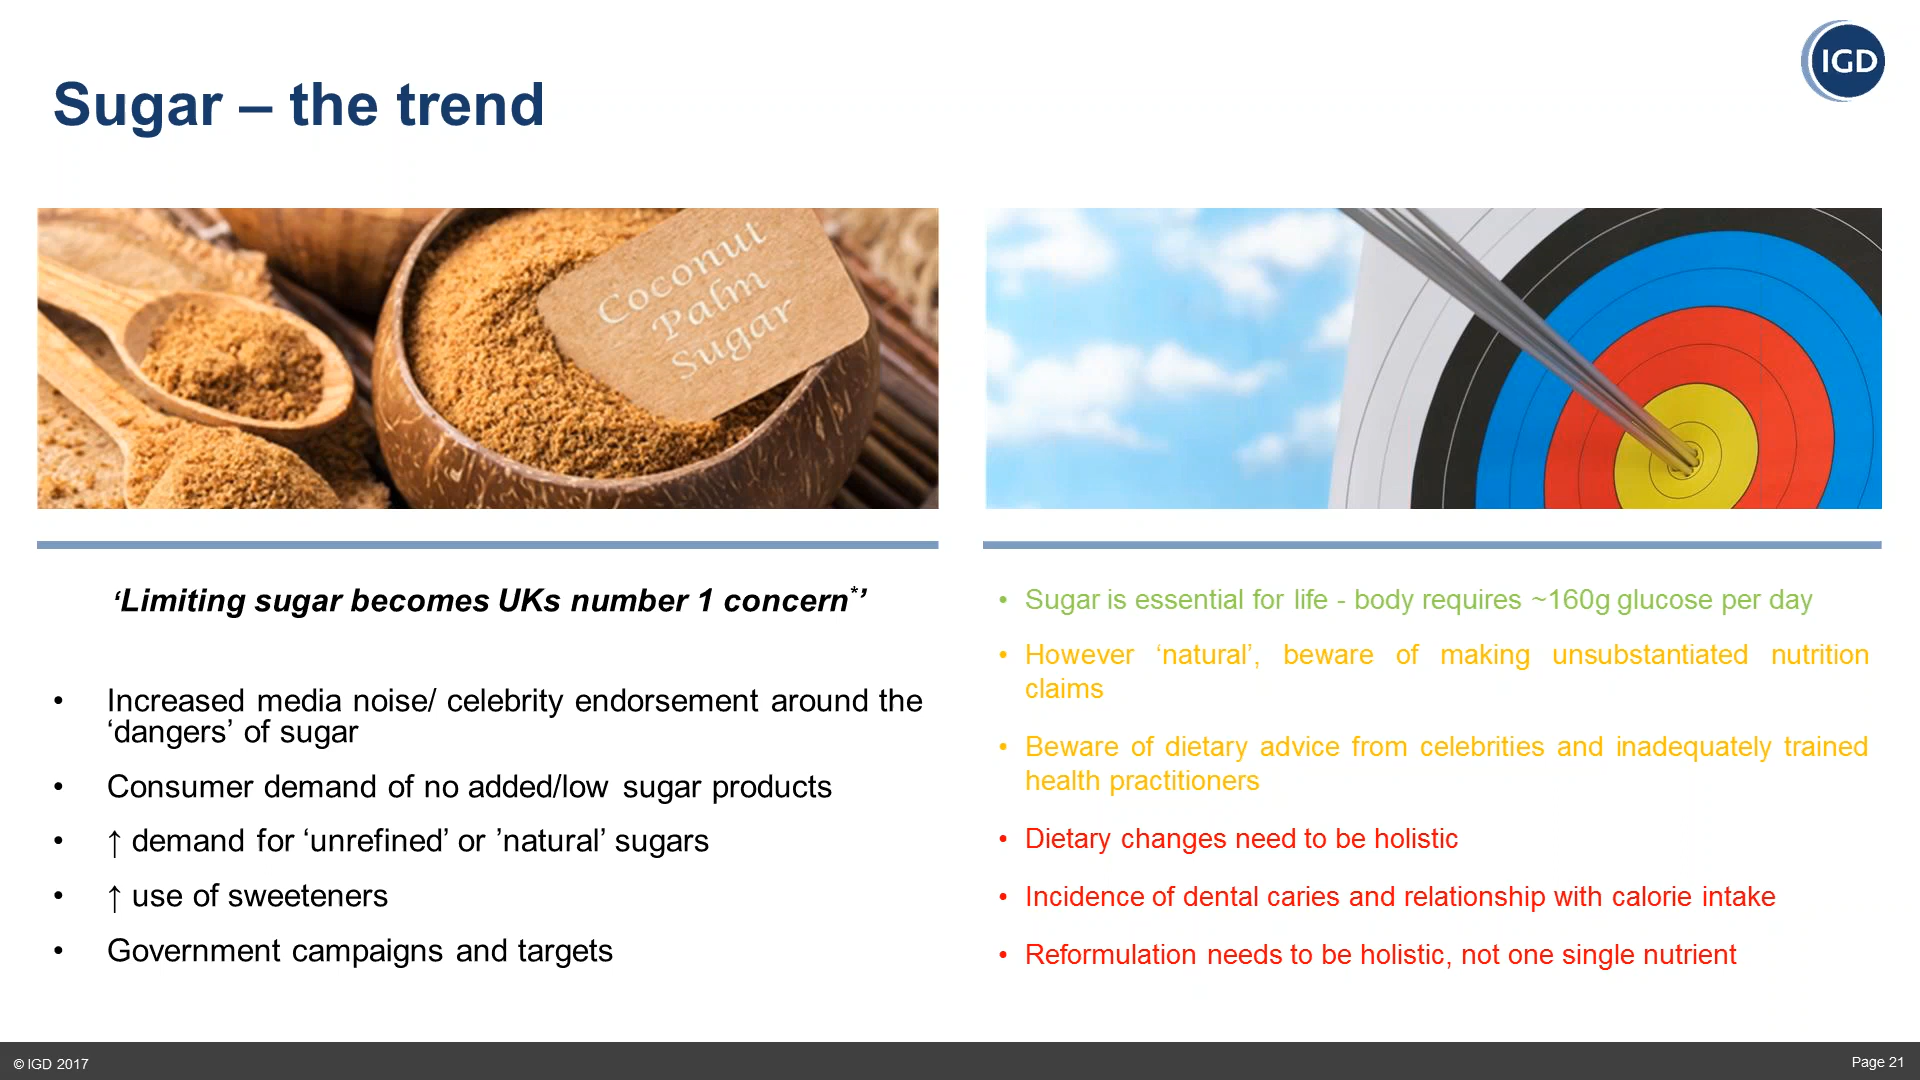 IGD
Sugar – the trend
Coconut
Palm
Sugar
‘Limiting sugar becomes UKs number 1 concern*’
• Increased media noise/ celebrity endorsement around the
‘dangers’ of sugar
• Consumer demand of no added/low sugar products
• ↑ demand for ‘unrefined’ or ’natural’ sugars
• ↑ use of sweeteners
• Government campaigns and targets
• Sugar is essential for life - body requires ~160g glucose per day
• However ‘natural’, beware of making unsubstantiated nutrition
claims
• Beware of dietary advice from celebrities and inadequately trained
health practitioners
• Dietary changes need to be holistic
• Incidence of dental caries and relationship with calorie intake
• Reformulation needs to be holistic, not one single nutrient
© IGD 2017
Page 21